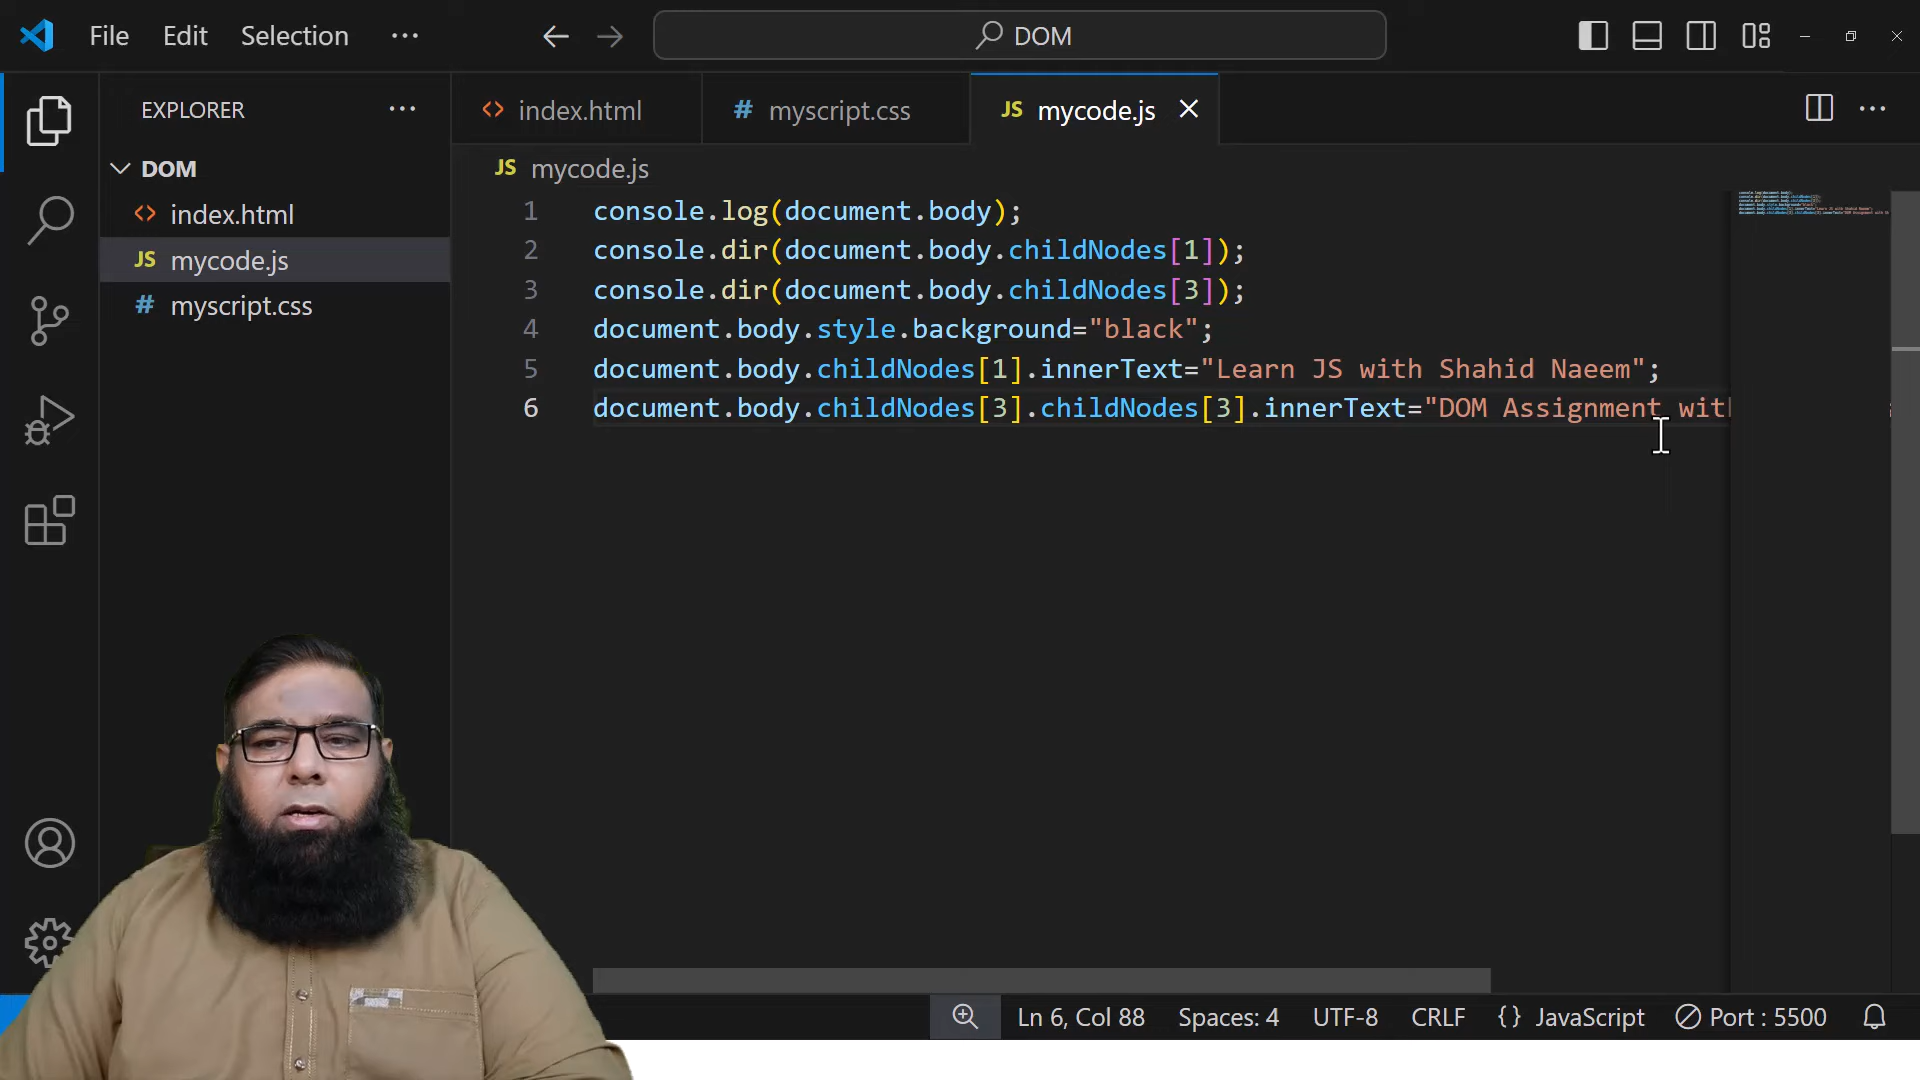 File Edit Selection ··· DOM
EXPLORER ···
DOM
index.html
mycode.js
myscript.css
index.html myscript.css mycode.js
mycode.js
1 console.log(document.body);
2 console.dir(document.body.childNodes[1]);
3 console.dir(document.body.childNodes[3]);
4 document.body.style.background="black";
5 document.body.childNodes[1].innerText="Learn JS with Shahid Naeem";
6 document.body.childNodes[3].childNodes[3].innerText="DOM Assignment with
Ln 6, Col 88 Spaces: 4 UTF-8 CRLF {} JavaScript Port : 5500